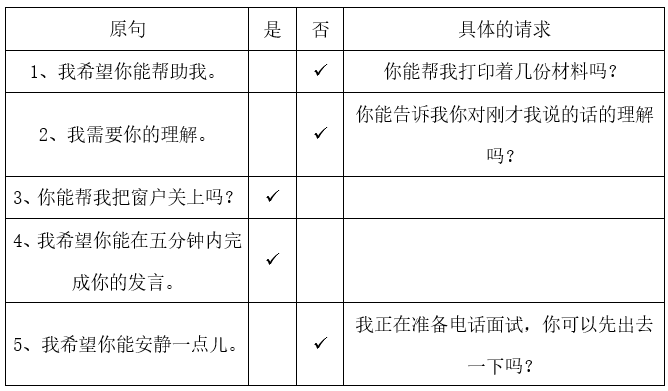 原句 是 否 具体的请求
1、我希望你能帮助我。 ✓ 你能帮我打印着几份材料吗？
2、我需要你的理解。 ✓ 你能告诉我你对刚才我说的话的理解
吗？
3、你能帮我把窗户关上吗？ ✓
4、我希望你能在五分钟内完
成你的发言。 ✓
5、我希望你能安静一点儿。 ✓ 我正在准备电话面试，你可以先出去
一下吗？